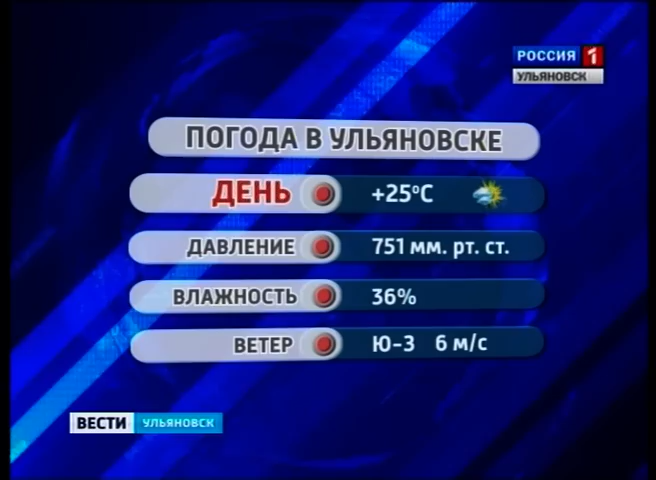 РОССИЯ 1
УЛЬЯНОВСК
ПОГОДА В УЛЬЯНОВСКЕ
ДЕНЬ +25°C
ДАВЛЕНИЕ 751 мм. рт. ст.
ВЛАЖНОСТЬ 36%
ВЕТЕР Ю-З 6 м/с
ВЕСТИ УЛЬЯНОВСК